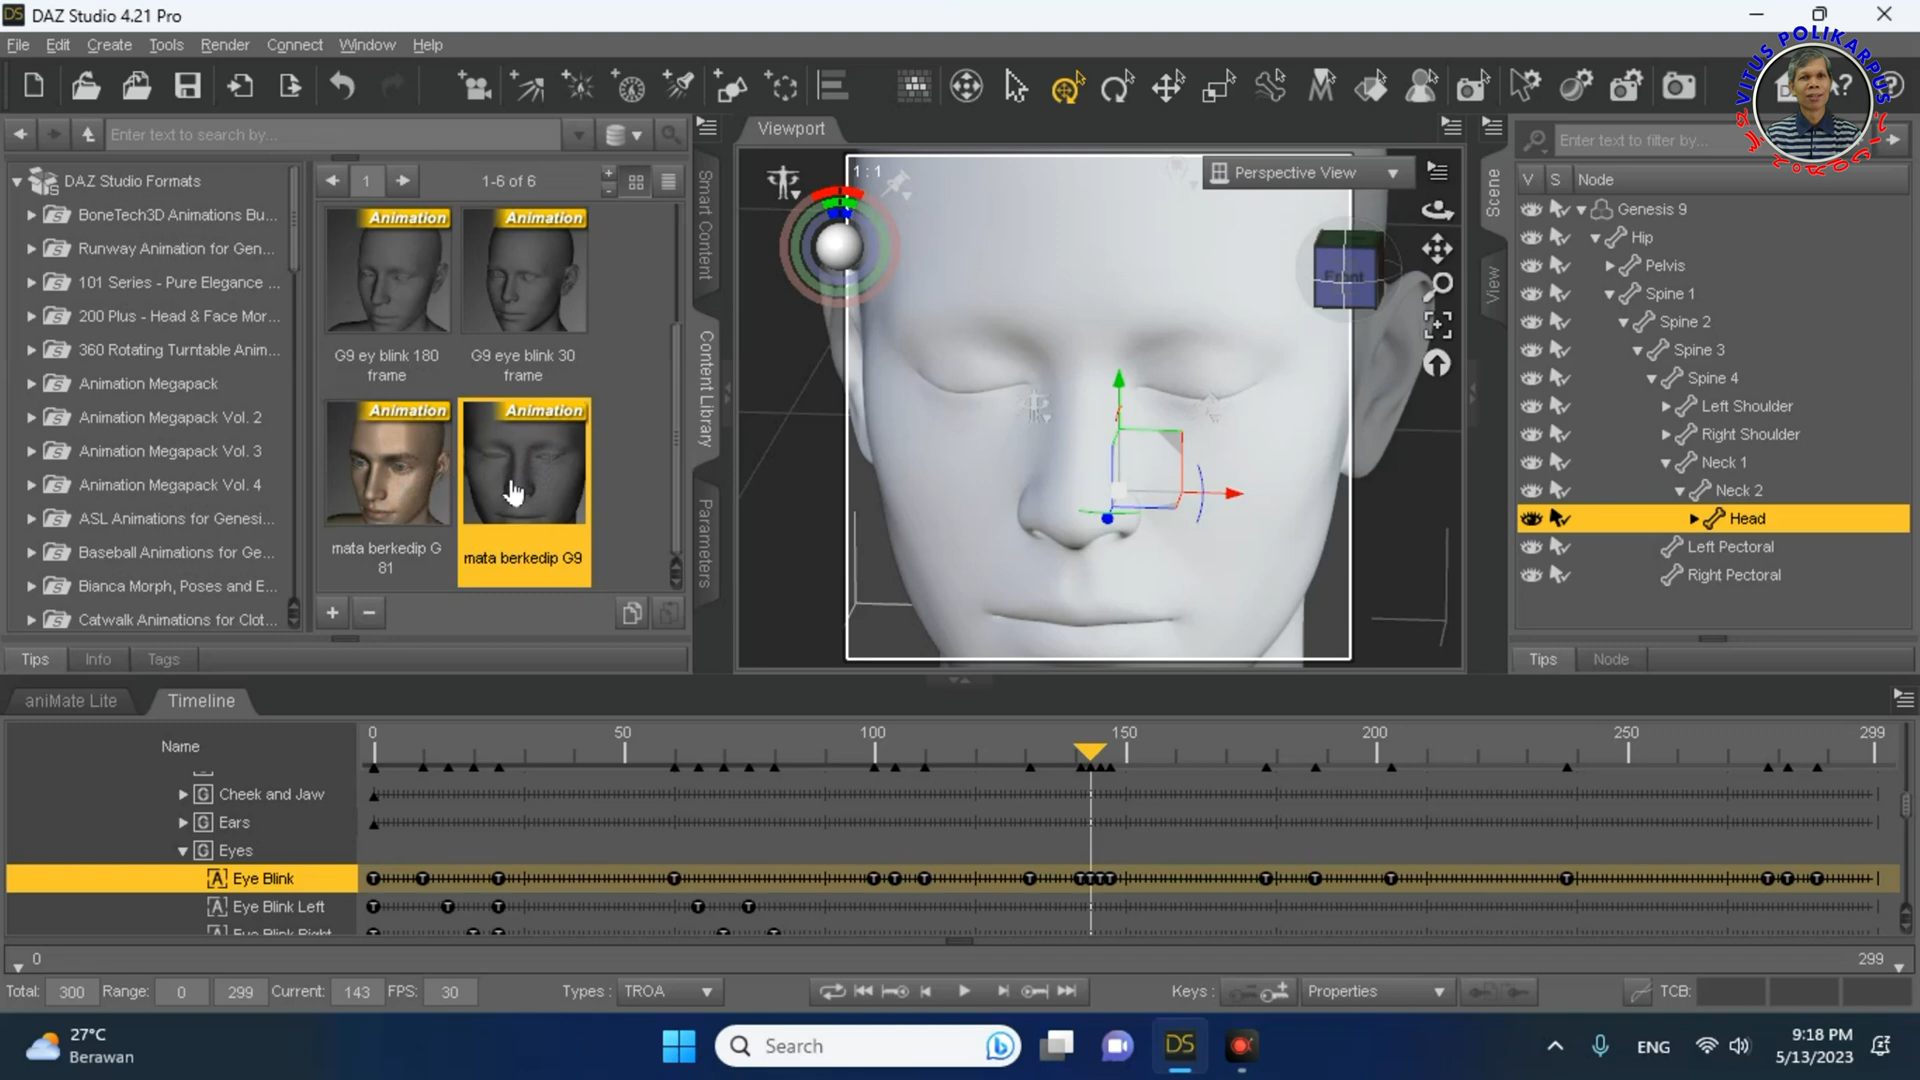 DAZ Studio 4.21 Pro
File Edit Create Tools Render Connect Window Help
VITUS POLIKARPUS
Enter text to search by...
DAZ Studio Formats
BoneTech3D Animations Bu...
Runway Animation for Gen...
101 Series - Pure Elegance ...
200 Plus - Head & Face Mor...
360 Rotating Turntable Anim...
Animation Megapack
Animation Megapack Vol. 2
Animation Megapack Vol. 3
Animation Megapack Vol. 4
ASL Animations for Genesi...
Baseball Animations for Ge...
Bianca Morph, Poses and E...
Catwalk Animations for Clot...
1
1-6 of 6
Animation
G9 ey blink 180
frame
Animation
G9 eye blink 30
frame
Animation
mata berkedip G
81
Animation
mata berkedip G9
Tips Info Tags
Smart Content
Content Library
Parameters
Viewport
1 : 1
Perspective View
Front
Scene
View
Enter text to filter by...
V S Node
Genesis 9
Hip
Pelvis
Spine 1
Spine 2
Spine 3
Spine 4
Left Shoulder
Right Shoulder
Neck 1
Neck 2
Head
Left Pectoral
Right Pectoral
Tips Node
aniMate Lite Timeline
Name
0 50 100 150 200 250 299
Cheek and Jaw
Ears
Eyes
Eye Blink
Eye Blink Left
Eye Blink Right
0 299
Total: 300 Range: 0 299 Current: 143 FPS: 30 Types : TROA Keys : Properties TCB:
27°C
Berawan
Search
ENG
9:18 PM
5/13/2023